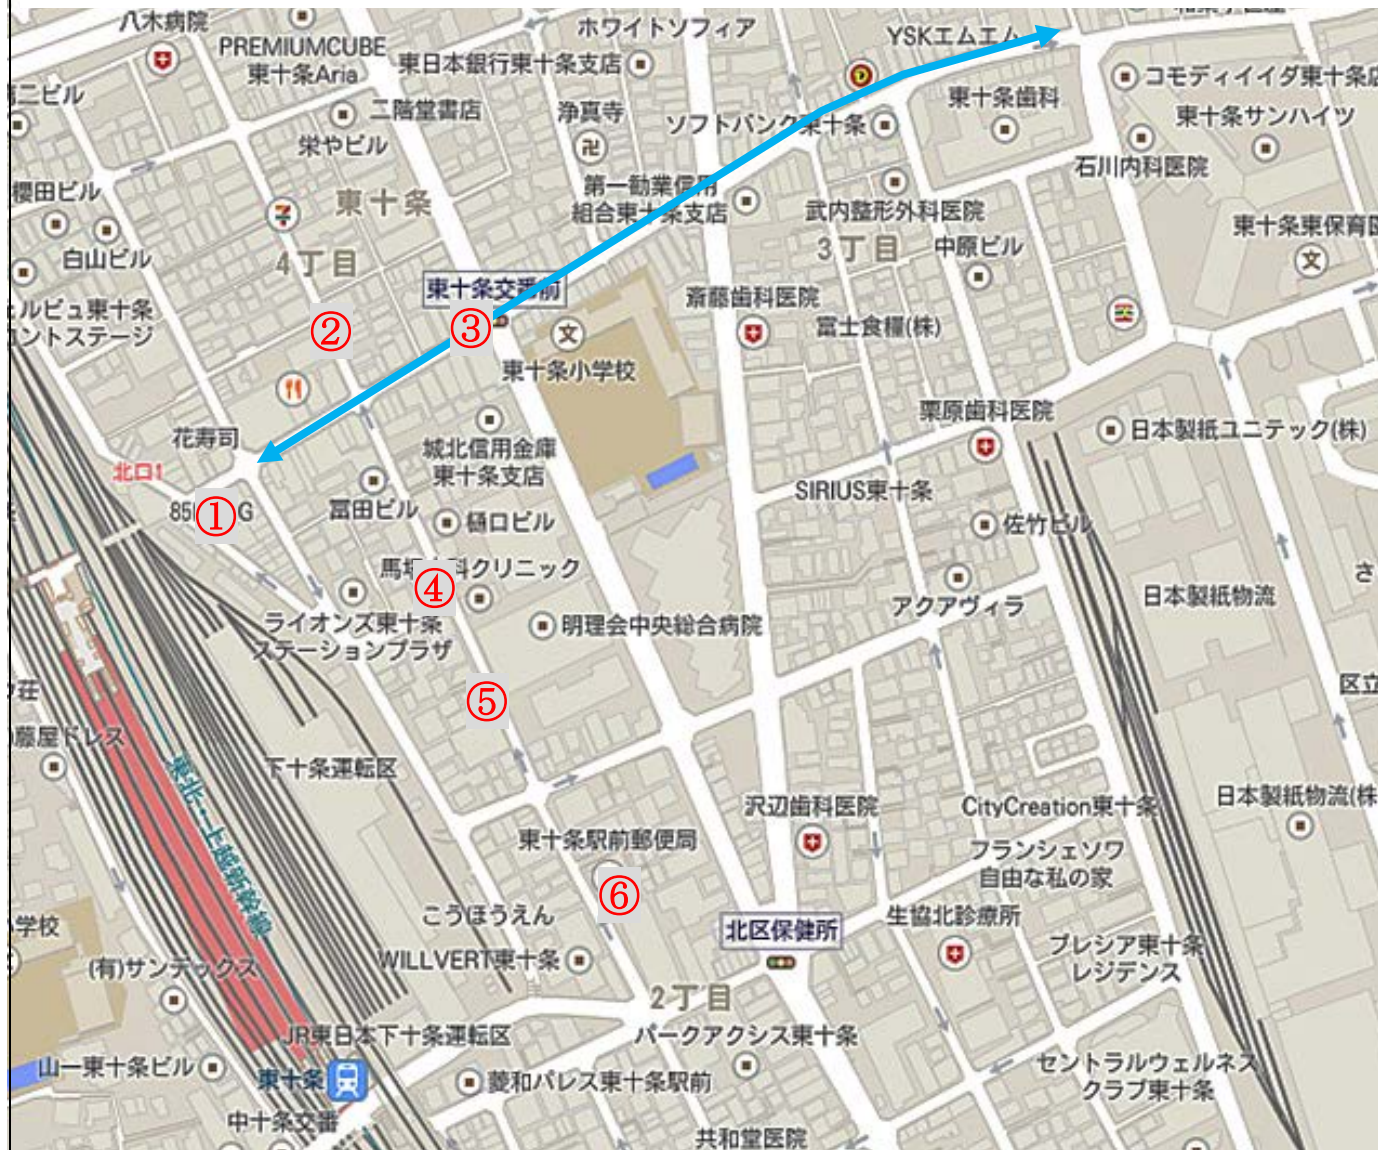 八木病院
PREMIUMCUBE
東十条Aria
ホワイトソフィア
YSKエムエム
東日本銀行東十条支店
二ビル
二階堂書店
栄やビル
浄真寺
卍
ソフトバンク東十条
東十条歯科
コモディイイダ東十条店
東十条サンハイツ
石川内科医院
櫻田ビル
白山ビル
7
東十条
4丁目
第一勧業信用
組合東十条支店
武内整形外科医院
3丁目
中原ビル
東十条東保育園
文
ェルビュ東十条
ロントステージ
東十条交番前
②
③
文
東十条小学校
斎藤歯科医院
富士食糧(株)
花寿司
北口1
85
G
①
冨田ビル
城北信用金庫
東十条支店
樋口ビル
栗原歯科医院
日本製紙ユニテック(株)
SIRIUS東十条
佐竹ビル
④
科クリニック
アクアヴィラ
日本製紙物流
さ
ライオンズ東十条
ステーションプラザ
明理会中央総合病院
⑤
区立
荘
藤屋ドレス
下十条運転区
東北・上越新幹線
沢辺歯科医院
CityCreation東十条
日本製紙物流(株
東十条駅前郵便局
⑥
フランシェソワ
自由な私の家
小学校
こうほうえん
北区保健所
生協北診療所
(有)サンテックス
WILLVERT東十条
プレシア東十条
レジデンス
2丁目
JR東日本下十条運転区
パークアクシス東十条
山一東十条ビル
東十条
菱和パレス東十条駅前
セントラルウェルネス
クラブ東十条
中十条交番
共和堂医院